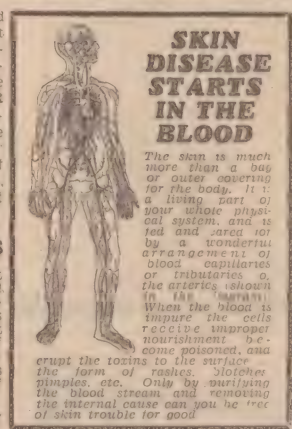 SKIN
DISEASE
STARTS
IN THE
BLOOD
The skin is much
more than a bag
or outer covering
for the body. It is
a living part of
your whole physi-
cal system, and is
fed and cared for
by a wonderful
arrangement of
blood capillaries
or tributaries of
the arteries shown
IN THE
When the blood is
impure the cells
receive improper
nourishment be-
come poisoned, and
erupt the toxins to the surface
the form of rashes, blotches
pimples, etc. Only by purifying
the blood stream and removing
the internal cause can you be free
of skin trouble for good